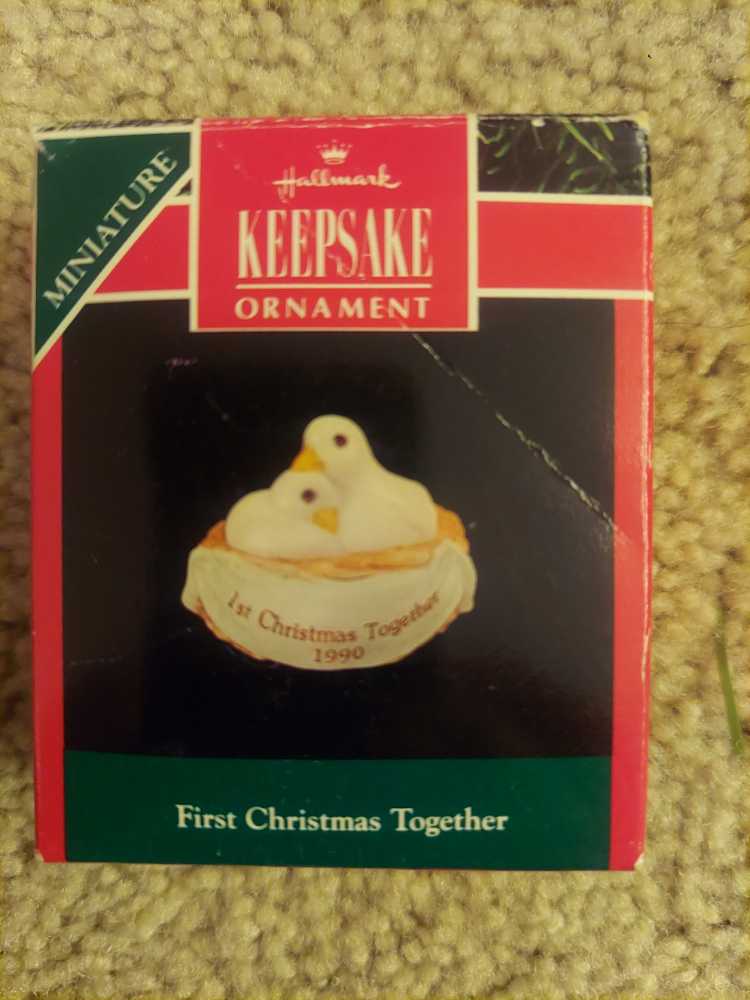 MINIATURE
Hallmark
KEEPSAKE
ORNAMENT
1st Christmas Together
1990
First Christmas Together